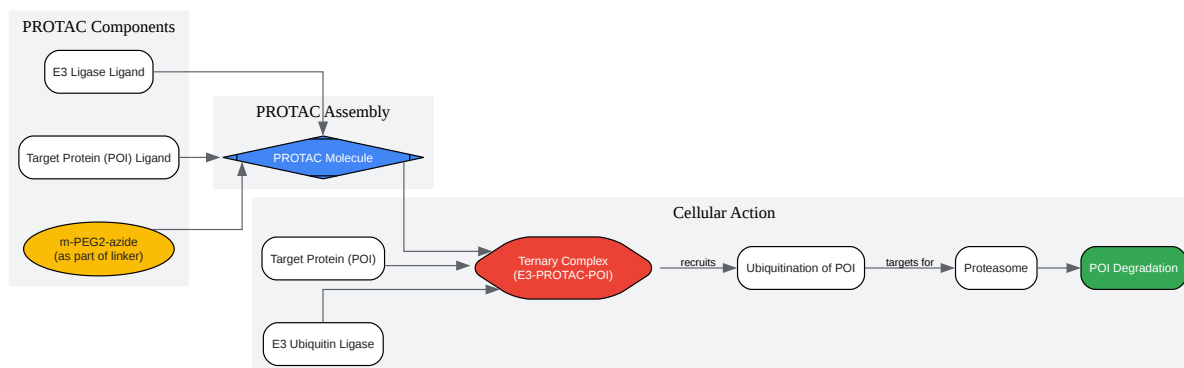 PROTAC Components
E3 Ligase Ligand
PROTAC Assembly
Target Protein (POI) Ligand
PROTAC Molecule
m-PEG2-azide
(as part of linker)
Cellular Action
Target Protein (POI)
Ternary Complex
(E3-PROTAC-POI)
recruits
Ubiquitination of POI
targets for
Proteasome
POI Degradation
E3 Ubiquitin Ligase